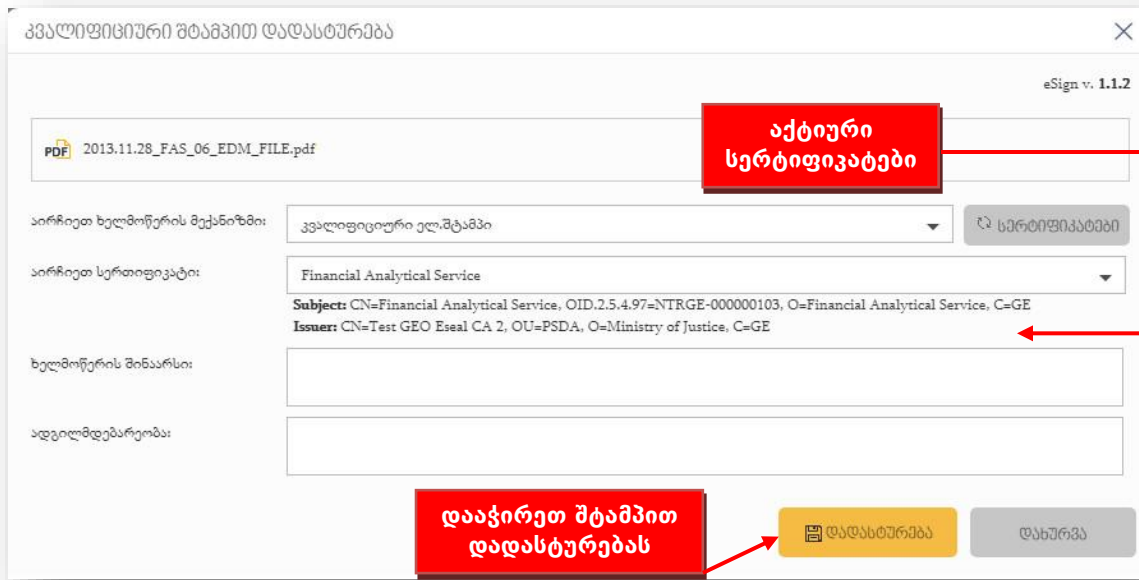 კვალიფიციური შტამპით დადასტურება
eSign v. 1.1.2
აქტიური
სერტიფიკატები
PDF 2013.11.28_FAS_06_EDM_FILE.pdf
აირჩიეთ ხელმოწერის მექანიზმი: კვალიფიციური ელ.შტამპი სერტიფიკატები
აირჩიეთ სერთიფიკატი: Financial Analytical Service
Subject: CN=Financial Analytical Service, OID.2.5.4.97=NTRGE-000000103, O=Financial Analytical Service, C=GE
Issuer: CN=Test GEO Eseal CA 2, OU=PSDA, O=Ministry of Justice, C=GE
ხელმოწერის შინაარსი:
ადგილმდებარეობა:
დააჭირეთ შტამპით
დადასტურებას
დადასტურება დახურვა